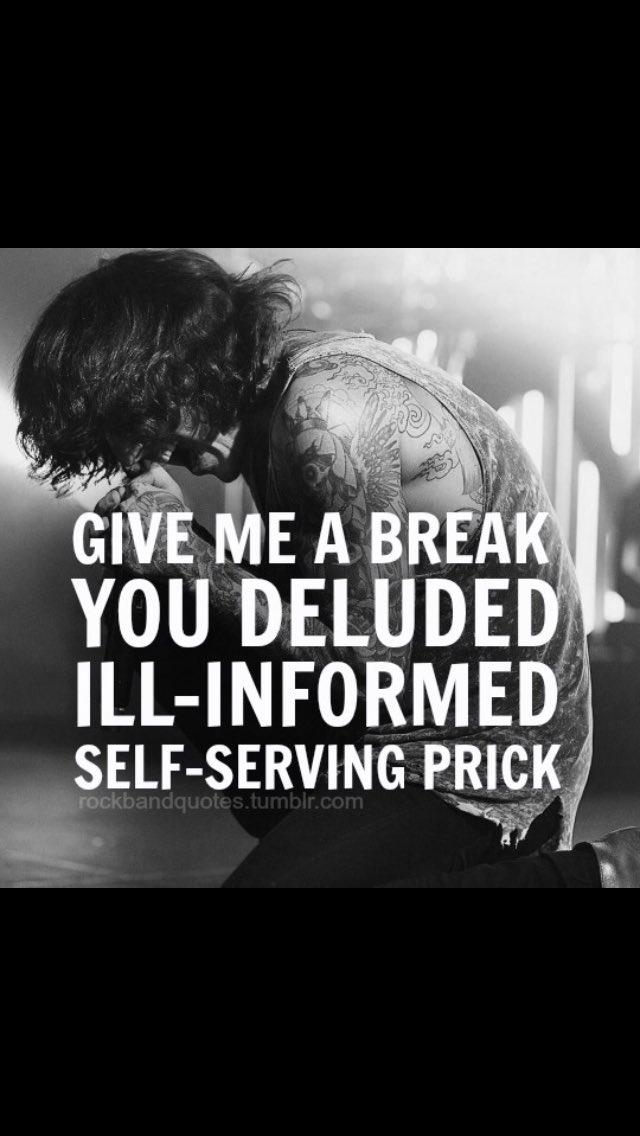 GIVE ME A BREAK
YOU DELUDED
ILL-INFORMED
SELF-SERVING PRICK
rockbandquotes.tumblr.com